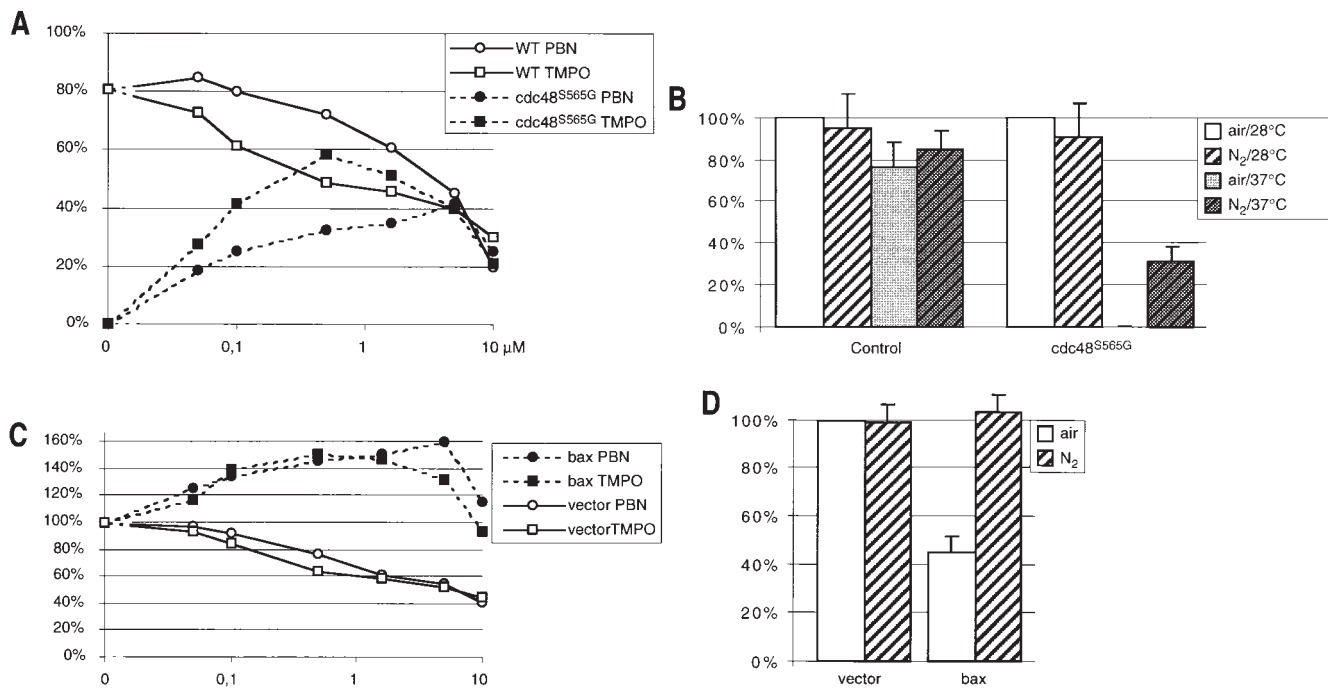 A
100%
80%
60%
40%
20%
0%
0
0,1
1
10 µM
WT PBN
WT TMPO
cdc48S565G PBN
cdc48S565G TMPO
B
100%
80%
60%
40%
20%
0%
Control
cdc48S565G
air/28°C
N2/28°C
air/37°C
N2/37°C
C
160%
140%
120%
100%
80%
60%
40%
20%
0%
0
0,1
1
10
bax PBN
bax TMPO
vector PBN
vectorTMPO
D
100%
80%
60%
40%
20%
0%
vector
bax
air
N2